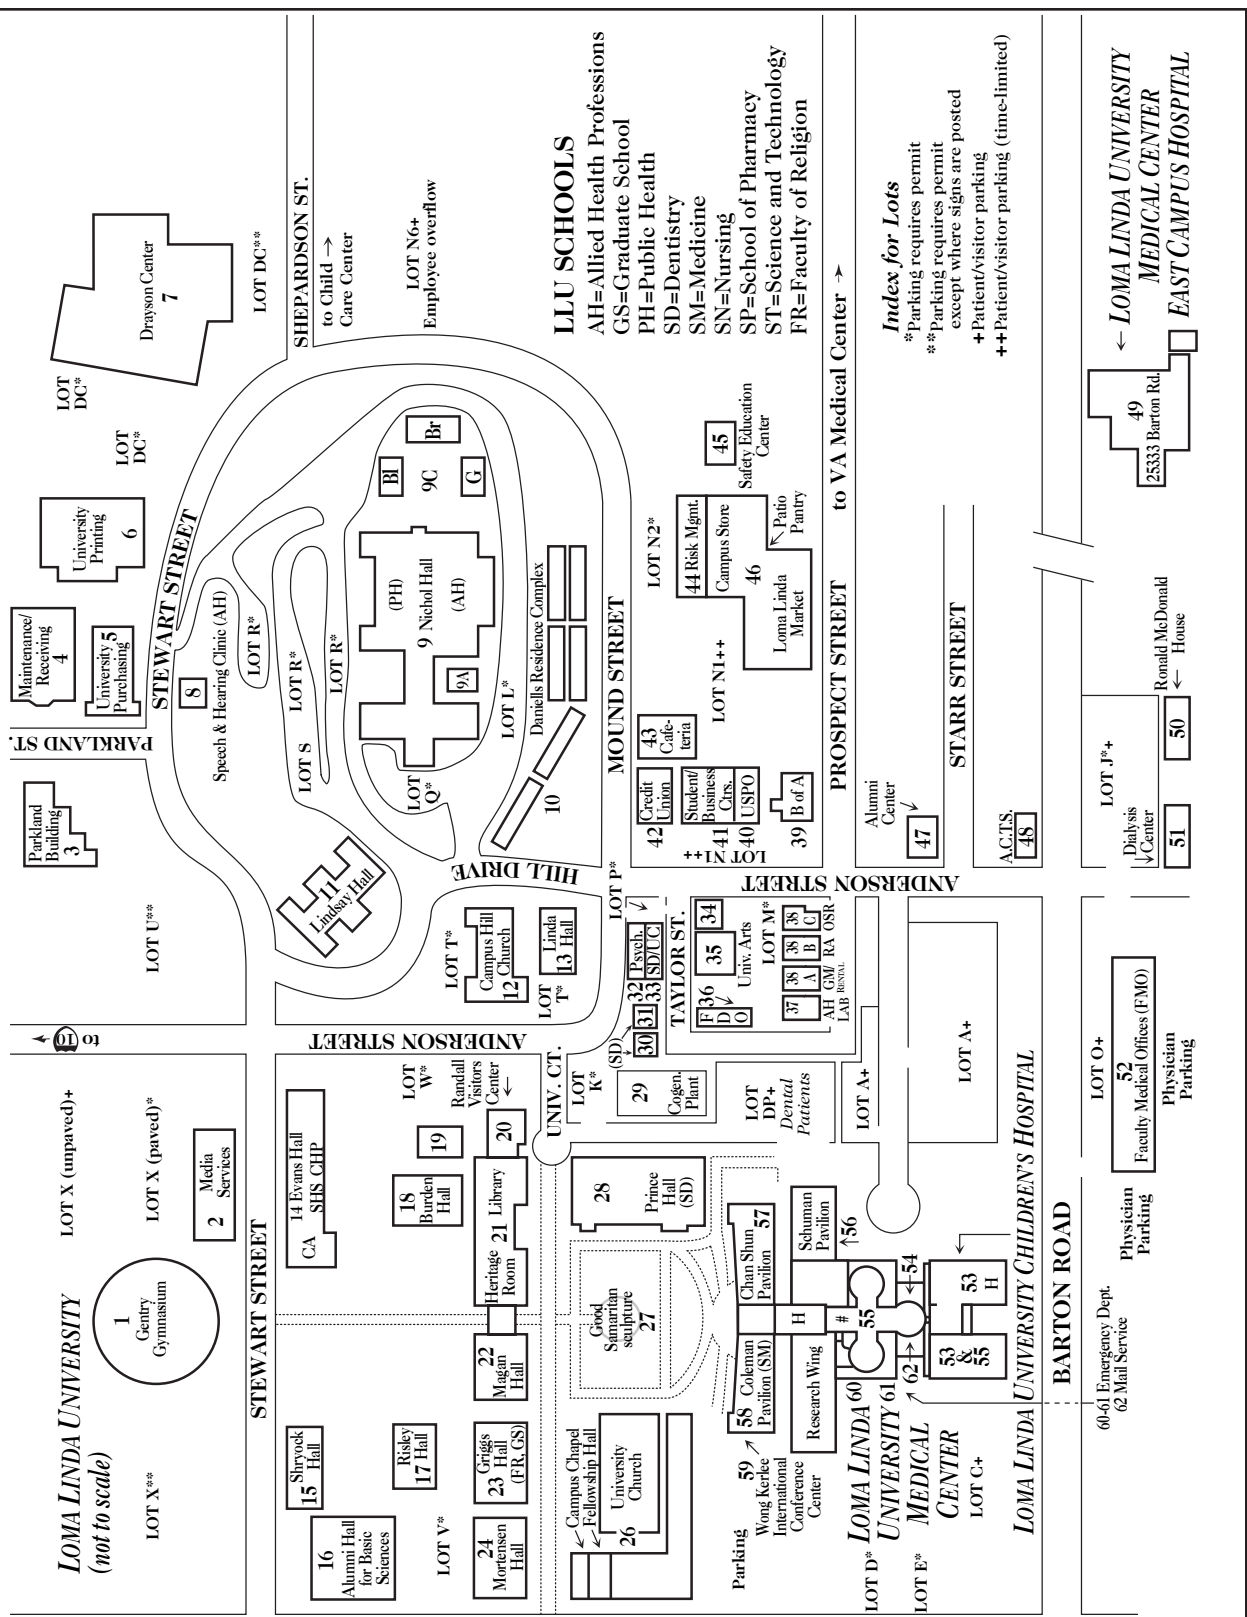 LOMA LINDA UNIVERSITY
(not to scale)
LOT X**
LOT X (unpaved)+
LOT X (paved)*
to 10
1
Gentry
Gymnasium
2
Media
Services
LOT U**
Parkland
Building
3
PARKLAND ST.
Maintenance/
Receiving
4
University
Purchasing
5
University
Printing
6
LOT
DC*
LOT
DC*
Drayson Center
7
LOT DC**
STEWART STREET
STEWART STREET
SHEPARDSON ST.
to Child →
Care Center
LOT N6+
Employee overflow
8
Speech & Hearing Clinic (AH)
LOT R*
LOT R*
LOT R*
LOT S
(PH)
9 Nichol Hall
(AH)
9A
9C
Bl
Br
G
LOT
Q*
LOT L*
Daniells Residence Complex
10
11
Lindsay Hall
HILL DRIVE
LOT T*
Campus Hill
Church
12
Linda
Hall
13
LOT
T*
ANDERSON STREET
14 Evans Hall
SHS CHP
CA
Shryock
Hall
15
16
Alumni Hall
for Basic
Sciences
Risley
Hall
17
18
Burden
Hall
19
LOT
W*
Randall
Visitors
Center
20
21 Library
Heritage
Room
22
Magan
Hall
Griggs
Hall
23 (FR, GS)
24
Mortensen
Hall
LOT V*
UNIV. CT.
LOT
K*
(SD)
30
31
32
33
Psych.
SD/UC
LOT P*
MOUND STREET
TAYLOR ST.
29
Cogen.
Plant
28
Prince
Hall
(SD)
Good
Samaritan
sculpture
27
Campus Chapel
Fellowship Hall
University
Church
26
34
35
Univ. Arts
36
F
D
O
LOT M*
37
38
A
38
B
38
C
AH
LAB
GM/
RENTAL
RA
OSR
ANDERSON STREET
LOT N1++
42
Credit
Union
43
Cafe-
teria
Student/
Business
Ctrs.
41
USPO
40
39
B of A
LOT N1++
LOT N2*
44 Risk Mgmt.
Campus Store
46
Loma Linda
Market
Patio
Pantry
45
Safety Education
Center
LLU SCHOOLS
AH=Allied Health Professions
GS=Graduate School
PH=Public Health
SD=Dentistry
SM=Medicine
SN=Nursing
SP=School of Pharmacy
ST=Science and Technology
FR=Faculty of Religion
PROSPECT STREET
to VA Medical Center →
Index for Lots
*Parking requires permit
**Parking requires permit
except where signs are posted
+Patient/visitor parking
++Patient/visitor parking (time-limited)
Alumni
Center
47
STARR STREET
A.C.T.S.
48
LOT
DP+
Dental
Patients
LOT A+
LOT A+
Chan Shun
Pavilion
57
58
Coleman
Pavilion (SM)
Schuman
Pavilion
56
Research Wing
H
#
55
54
53
H
53
&
55
60
61
62
Parking
59
Wong Kerlee
International
Conference
Center
LOT D*
LOT E*
LOMA LINDA
UNIVERSITY
MEDICAL
CENTER
LOT C+
LOMA LINDA UNIVERSITY CHILDREN'S HOSPITAL
BARTON ROAD
60-61 Emergency Dept.
62 Mail Service
Physician
Parking
LOT O+
52
Faculty Medical Offices (FMO)
Physician
Parking
LOT J*+
Dialysis
Center
51
50
Ronald McDonald
House
49
25333 Barton Rd.
← LOMA LINDA UNIVERSITY
MEDICAL CENTER
EAST CAMPUS HOSPITAL